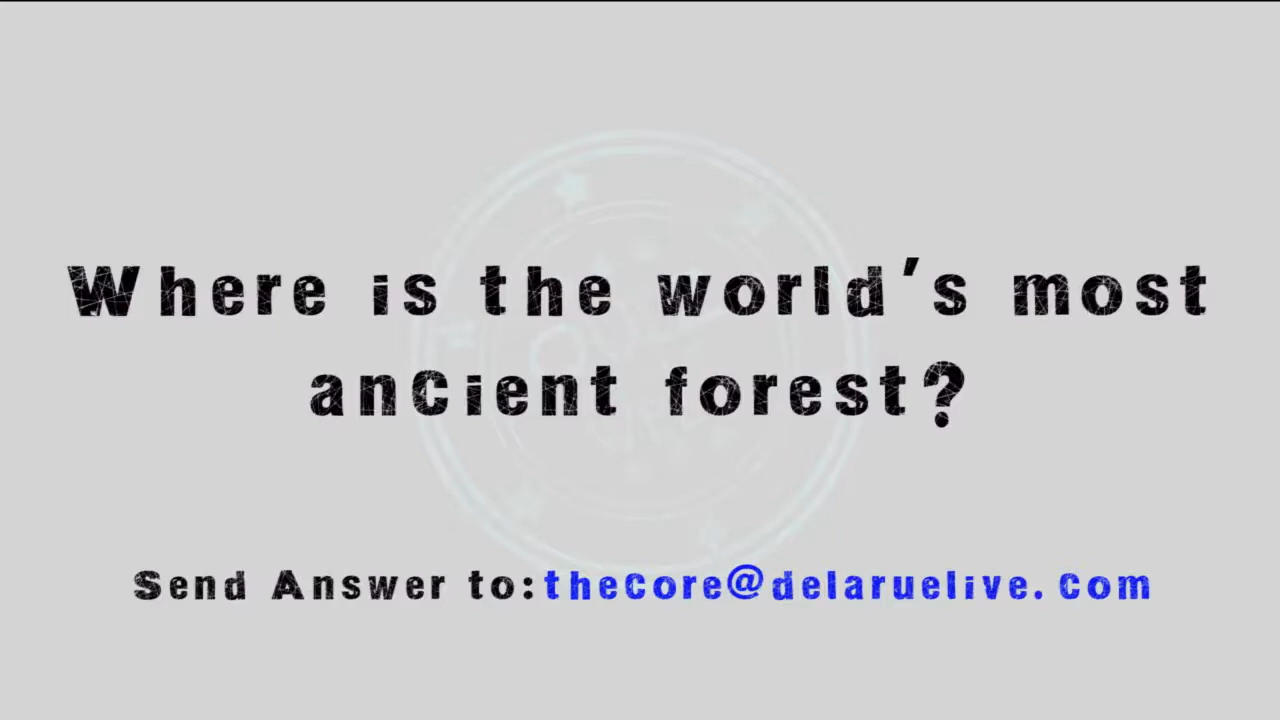 Where is the world's most
anCient forest?
Send Answer to:theCore@delaruelive.Com